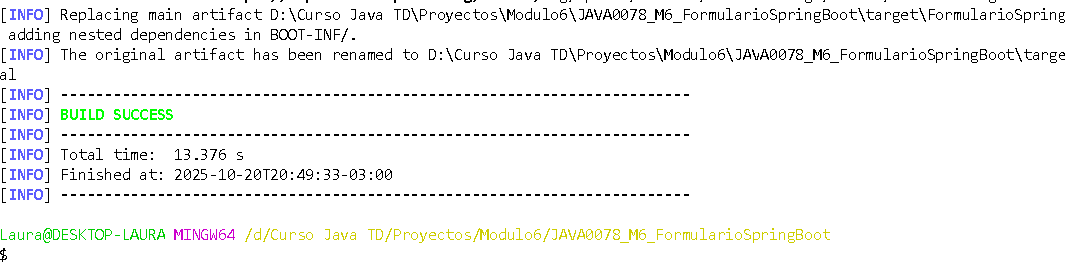 [INFO] Replacing main artifact D:\Curso Java TD\Proyectos\Modulo6\JAVA0078_M6_FormularioSpringBoot\target\FormularioSpring
adding nested dependencies in BOOT-INF/.
[INFO] The original artifact has been renamed to D:\Curso Java TD\Proyectos\Modulo6\JAVA0078_M6_FormularioSpringBoot\targe
al
[INFO] ------------------------------------------------------------------------
[INFO] BUILD SUCCESS
[INFO] ------------------------------------------------------------------------
[INFO] Total time:  13.376 s
[INFO] Finished at: 2025-10-20T20:49:33-03:00
[INFO] ------------------------------------------------------------------------
Laura@DESKTOP-LAURA MINGW64 /d/Curso Java TD/Proyectos/Modulo6/JAVA0078_M6_FormularioSpringBoot
$